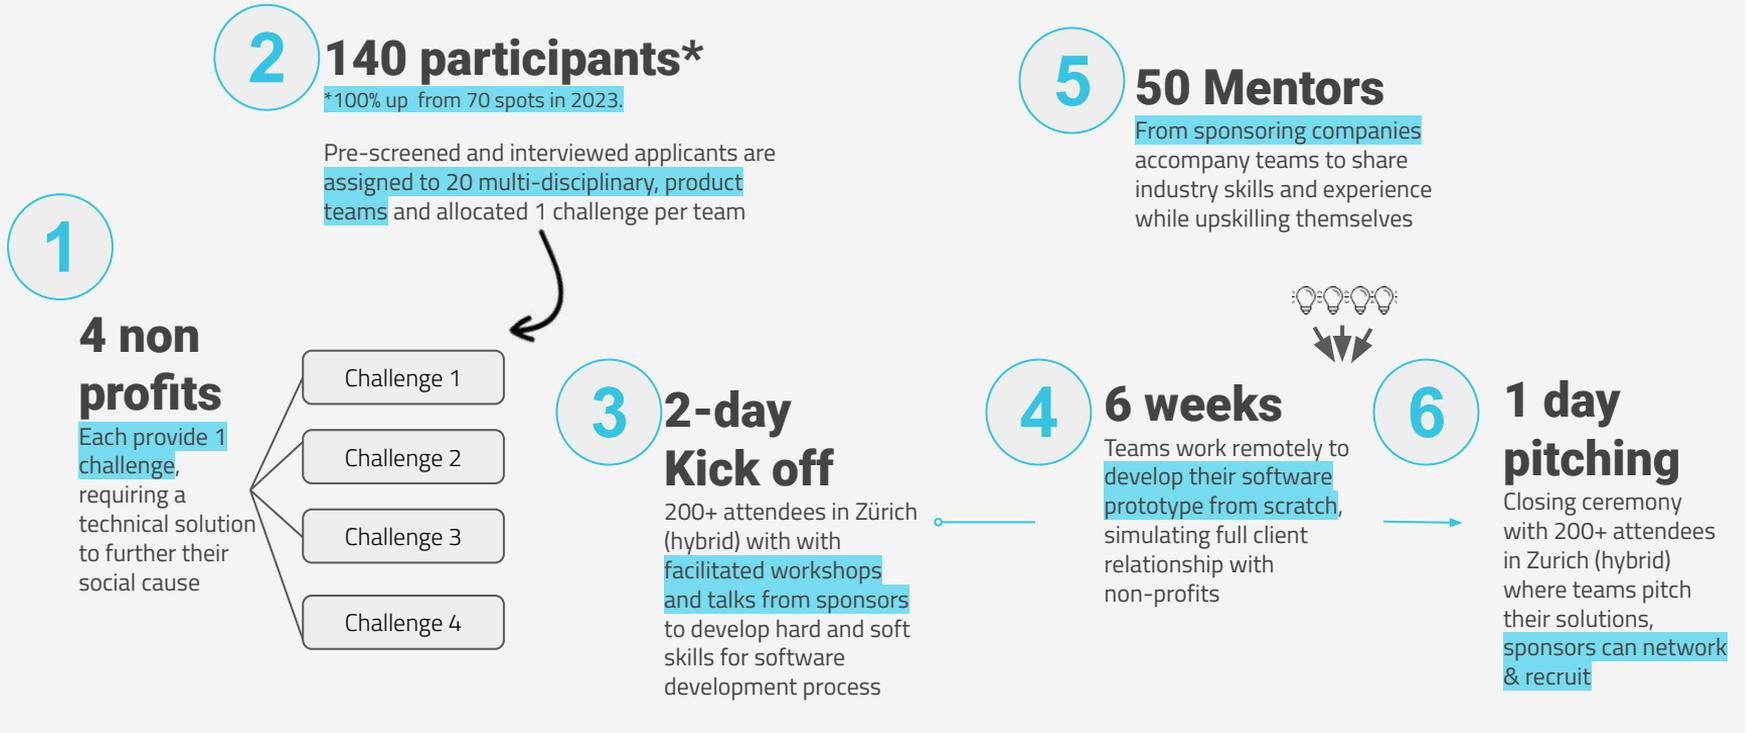 1
4 non
profits
Each provide 1
challenge,
requiring a
technical solution
to further their
social cause
Challenge 1
Challenge 2
Challenge 3
Challenge 4
2
140 participants*
*100% up  from 70 spots in 2023.
Pre-screened and interviewed applicants are
assigned to 20 multi-disciplinary, product
teams and allocated 1 challenge per team
3
2-day
Kick off
200+ attendees in Zürich
(hybrid) with with
facilitated workshops
and talks from sponsors
to develop hard and soft
skills for software
development process
4
6 weeks
Teams work remotely to
develop their software
prototype from scratch,
simulating full client
relationship with
non-profits
5
50 Mentors
From sponsoring companies
accompany teams to share
industry skills and experience
while upskilling themselves
6
1 day
pitching
Closing ceremony
with 200+ attendees
in Zurich (hybrid)
where teams pitch
their solutions,
sponsors can network
& recruit